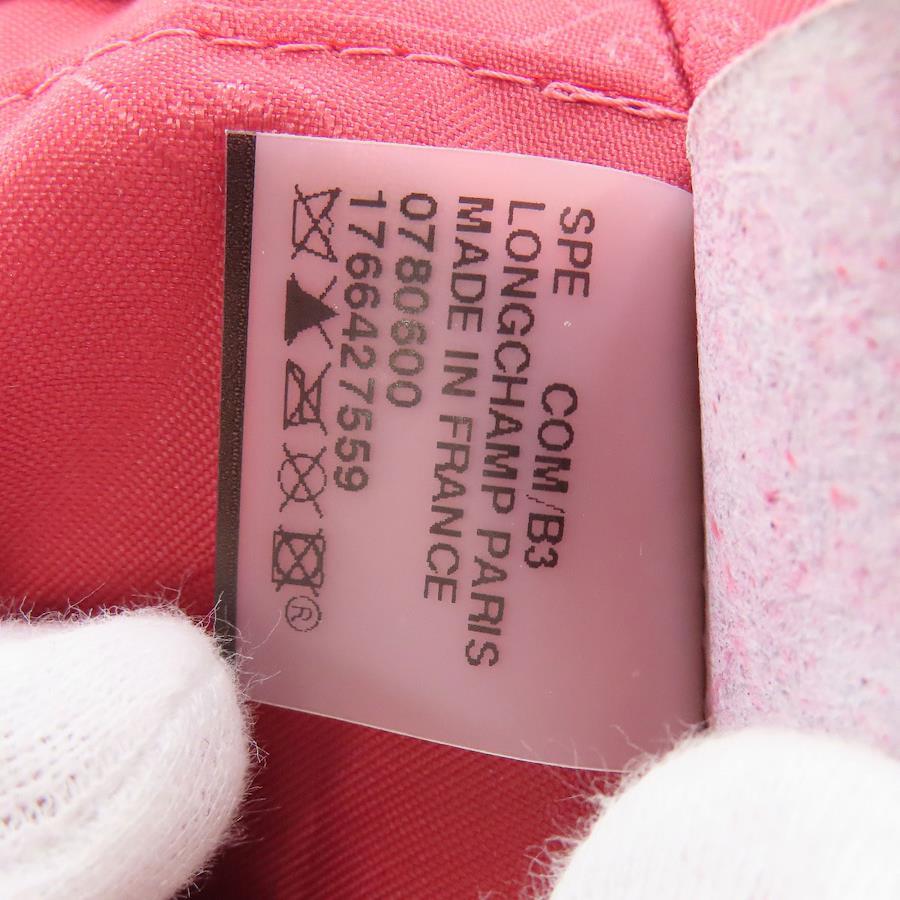 SPE COM/B3
LONGCHAMP PARIS
MADE IN FRANCE
0780600
1766427559
®